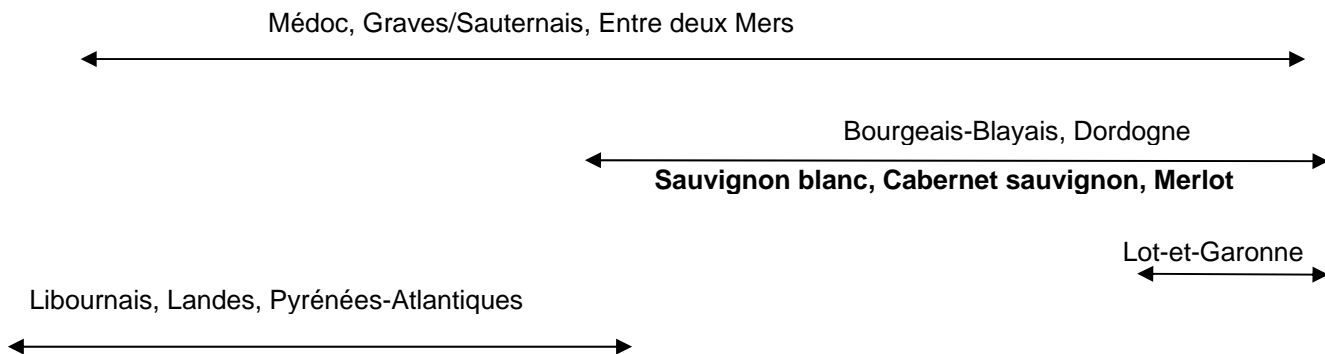 Médoc, Graves/Sauternais, Entre deux Mers
Bourgeais-Blayais, Dordogne
Sauvignon blanc, Cabernet sauvignon, Merlot
Lot-et-Garonne
Libournais, Landes, Pyrénées-Atlantiques